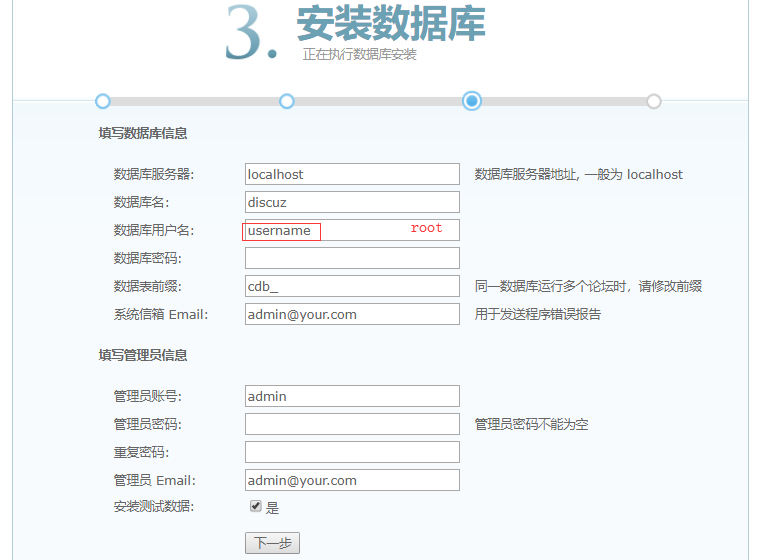 3. 安装数据库
正在执行数据库安装
填写数据库信息
数据库服务器: localhost 数据库服务器地址, 一般为 localhost
数据库名: discuz
数据库用户名: username root
数据库密码:
数据表前缀: cdb_ 同一数据库运行多个论坛时，请修改前缀
系统信箱 Email: admin@your.com 用于发送程序错误报告
填写管理员信息
管理员账号: admin
管理员密码: 管理员密码不能为空
重复密码:
管理员 Email: admin@your.com
安装测试数据: 是
下一步